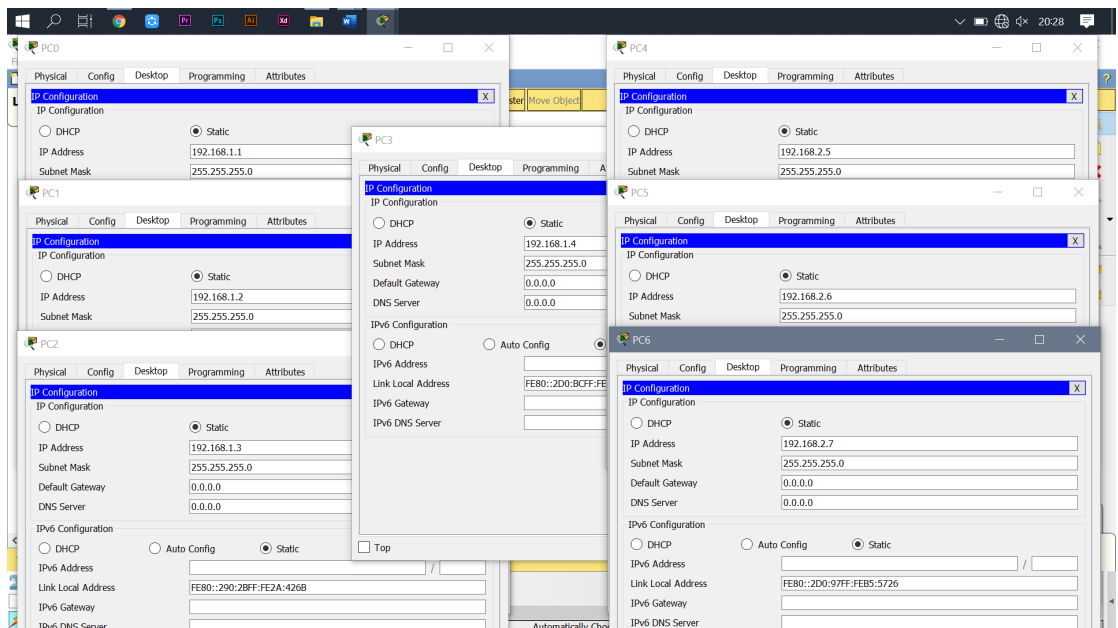 Pr Ps Ai Xd 20:28
PC0
Physical Config Desktop Programming Attributes
IP Configuration X
IP Configuration
DHCP Static
IP Address 192.168.1.1
Subnet Mask 255.255.255.0
PC1
Physical Config Desktop Programming Attributes
IP Configuration
IP Configuration
DHCP Static
IP Address 192.168.1.2
Subnet Mask 255.255.255.0
PC2
Physical Config Desktop Programming Attributes
IP Configuration
IP Configuration
DHCP Static
IP Address 192.168.1.3
Subnet Mask 255.255.255.0
Default Gateway 0.0.0.0
DNS Server 0.0.0.0
IPv6 Configuration
DHCP Auto Config Static
IPv6 Address /
Link Local Address FE80::290:2BFF:FE2A:426B
IPv6 Gateway
IPv6 DNS Server
Move Object
PC3
Physical Config Desktop Programming A
IP Configuration
IP Configuration
DHCP Static
IP Address 192.168.1.4
Subnet Mask 255.255.255.0
Default Gateway 0.0.0.0
DNS Server 0.0.0.0
IPv6 Configuration
DHCP Auto Config
IPv6 Address
Link Local Address FE80::2D0:BCFF:FE
IPv6 Gateway
IPv6 DNS Server
Top
Automatically Cho
PC4
Physical Config Desktop Programming Attributes
IP Configuration X
IP Configuration
DHCP Static
IP Address 192.168.2.5
Subnet Mask 255.255.255.0
PC5
Physical Config Desktop Programming Attributes
IP Configuration X
IP Configuration
DHCP Static
IP Address 192.168.2.6
Subnet Mask 255.255.255.0
PC6
Physical Config Desktop Programming Attributes
IP Configuration X
IP Configuration
DHCP Static
IP Address 192.168.2.7
Subnet Mask 255.255.255.0
Default Gateway 0.0.0.0
DNS Server 0.0.0.0
IPv6 Configuration
DHCP Auto Config Static
IPv6 Address /
Link Local Address FE80::2D0:97FF:FEB5:5726
IPv6 Gateway
IPv6 DNS Server